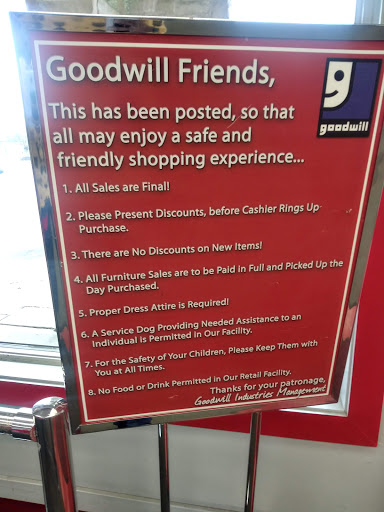 Goodwill Friends,
goodwill
This has been posted, so that
all may enjoy a safe and
friendly shopping experience...
1. All Sales are Final!
2. Please Present Discounts, before Cashier Rings Up
Purchase.
3. There are No Discounts on New Items!
4. All Furniture Sales are to be Paid in Full and Picked Up the
Day Purchased.
5. Proper Dress Attire is Required!
6. A Service Dog Providing Needed Assistance to an
Individual is Permitted in Our Facility.
7. For the Safety of Your Children, Please Keep Them with
You at All Times.
8. No Food or Drink Permitted in Our Retail Facility.
Thanks for your patronage,
Goodwill Industries Management